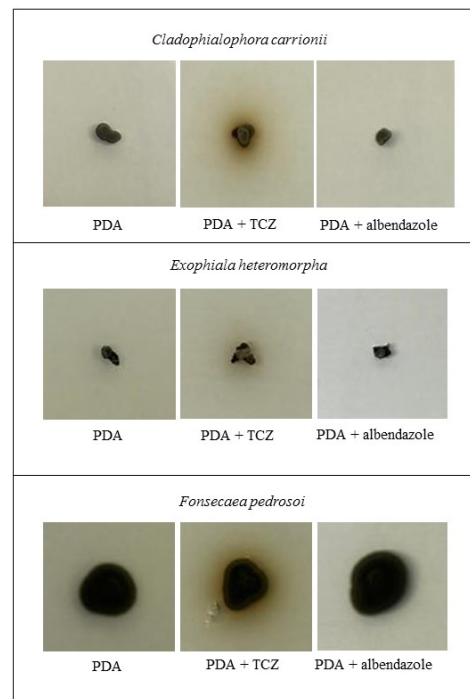 Cladophialophora carrionii
PDA PDA + TCZ PDA + albendazole
Exophiala heteromorpha
PDA PDA + TCZ PDA + albendazole
Fonsecaea pedrosoi
PDA PDA + TCZ PDA + albendazole